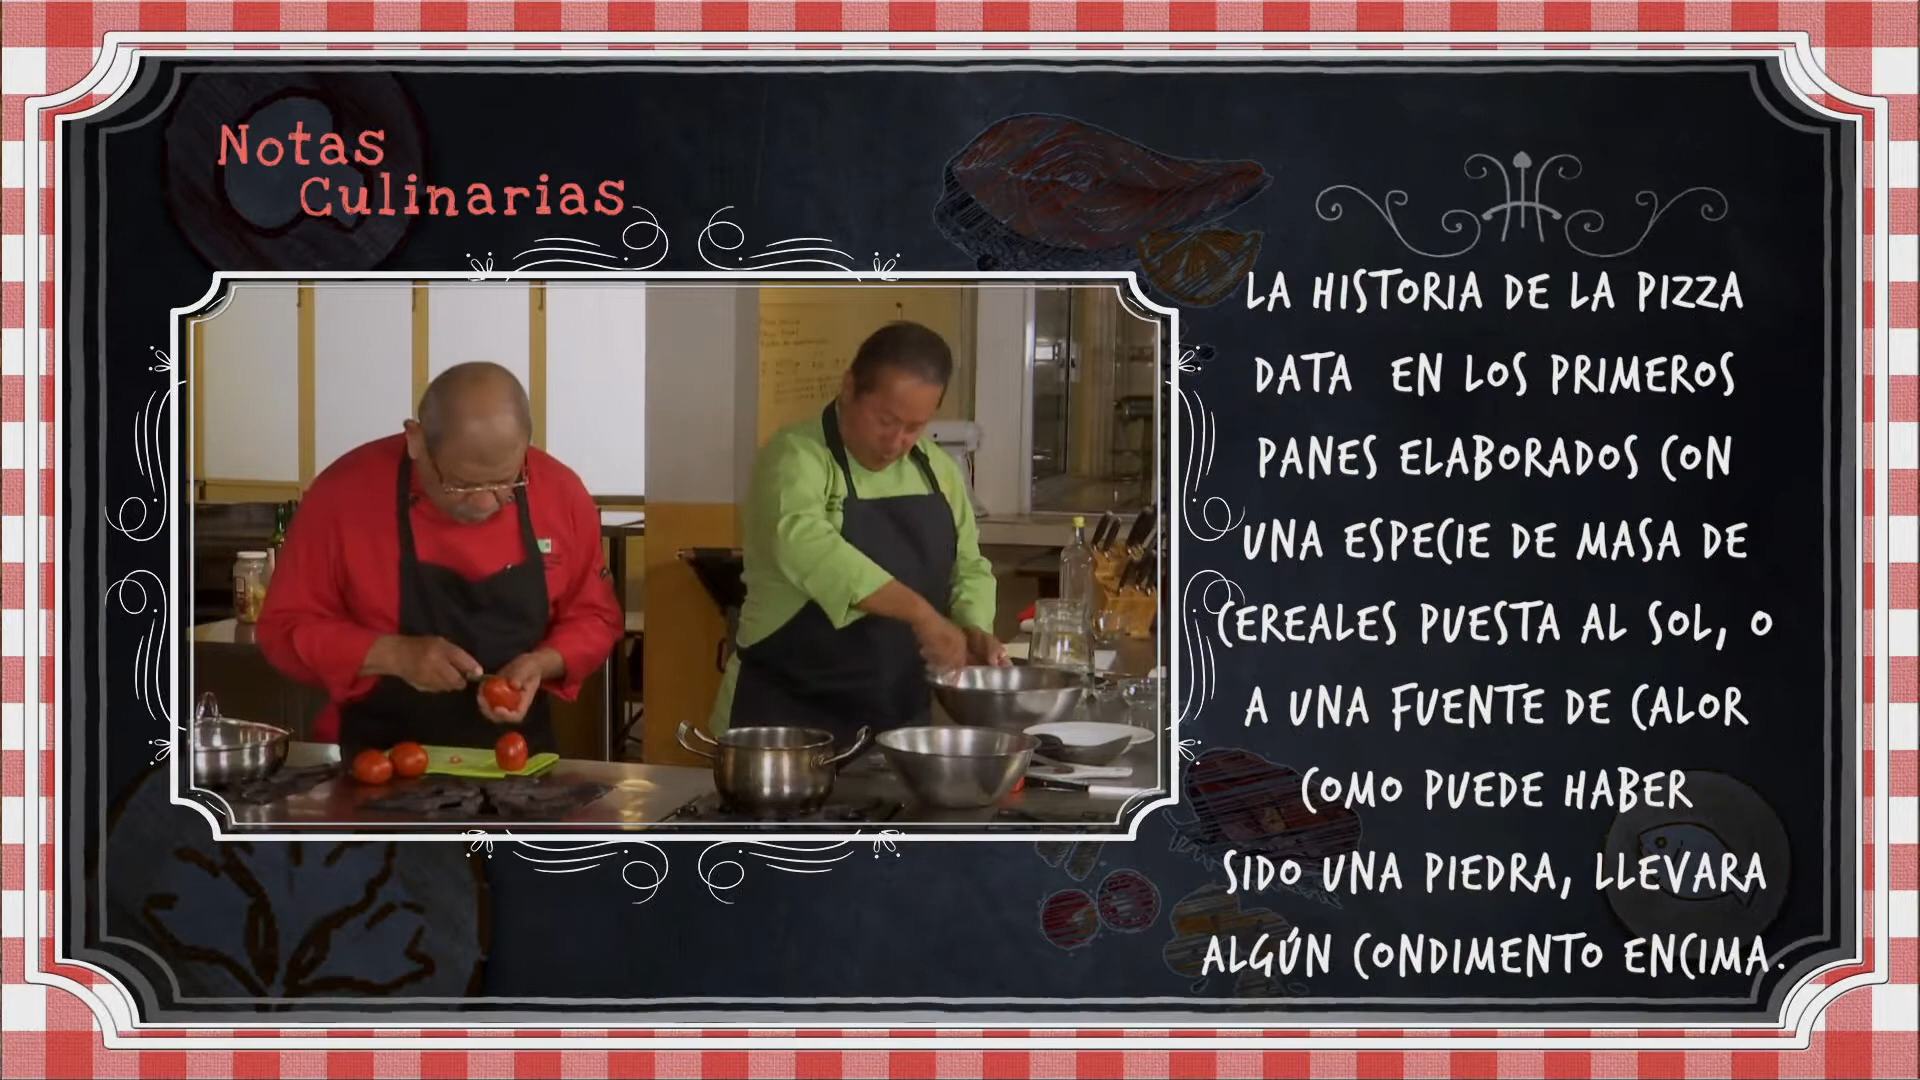 Notas
Culinarias
LA HISTORIA DE LA PIZZA
DATA EN LOS PRIMEROS
PANES ELABORADOS CON
UNA ESPECIE DE MASA DE
CEREALES PUESTA AL SOL, O
A UNA FUENTE DE CALOR
COMO PUEDE HABER
SIDO UNA PIEDRA, LLEVARA
ALGÚN CONDIMENTO ENCIMA.